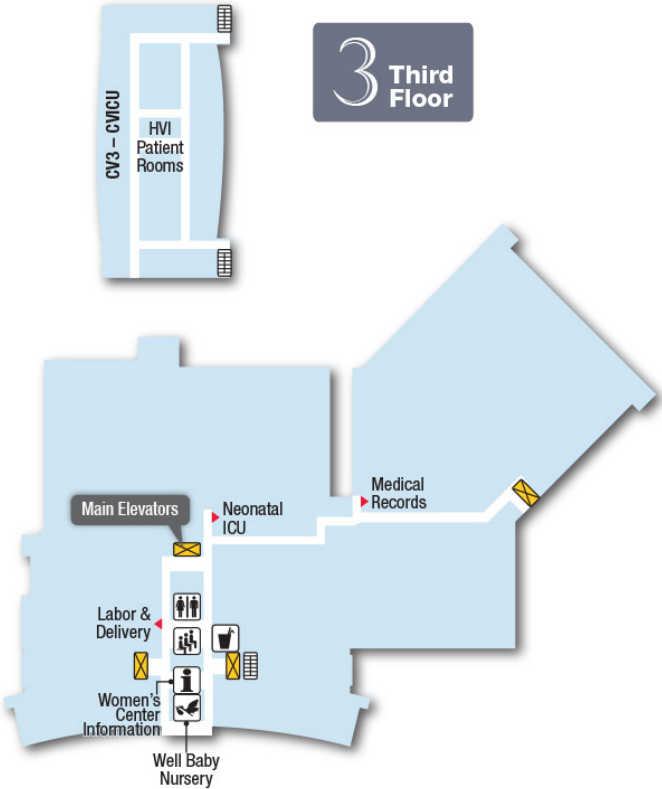 3 Third
Floor
CV3 – CVICU
HVI
Patient
Rooms
Medical
Records
Main Elevators
Neonatal
ICU
Labor &
Delivery
Women's
Center
Information
Well Baby
Nursery